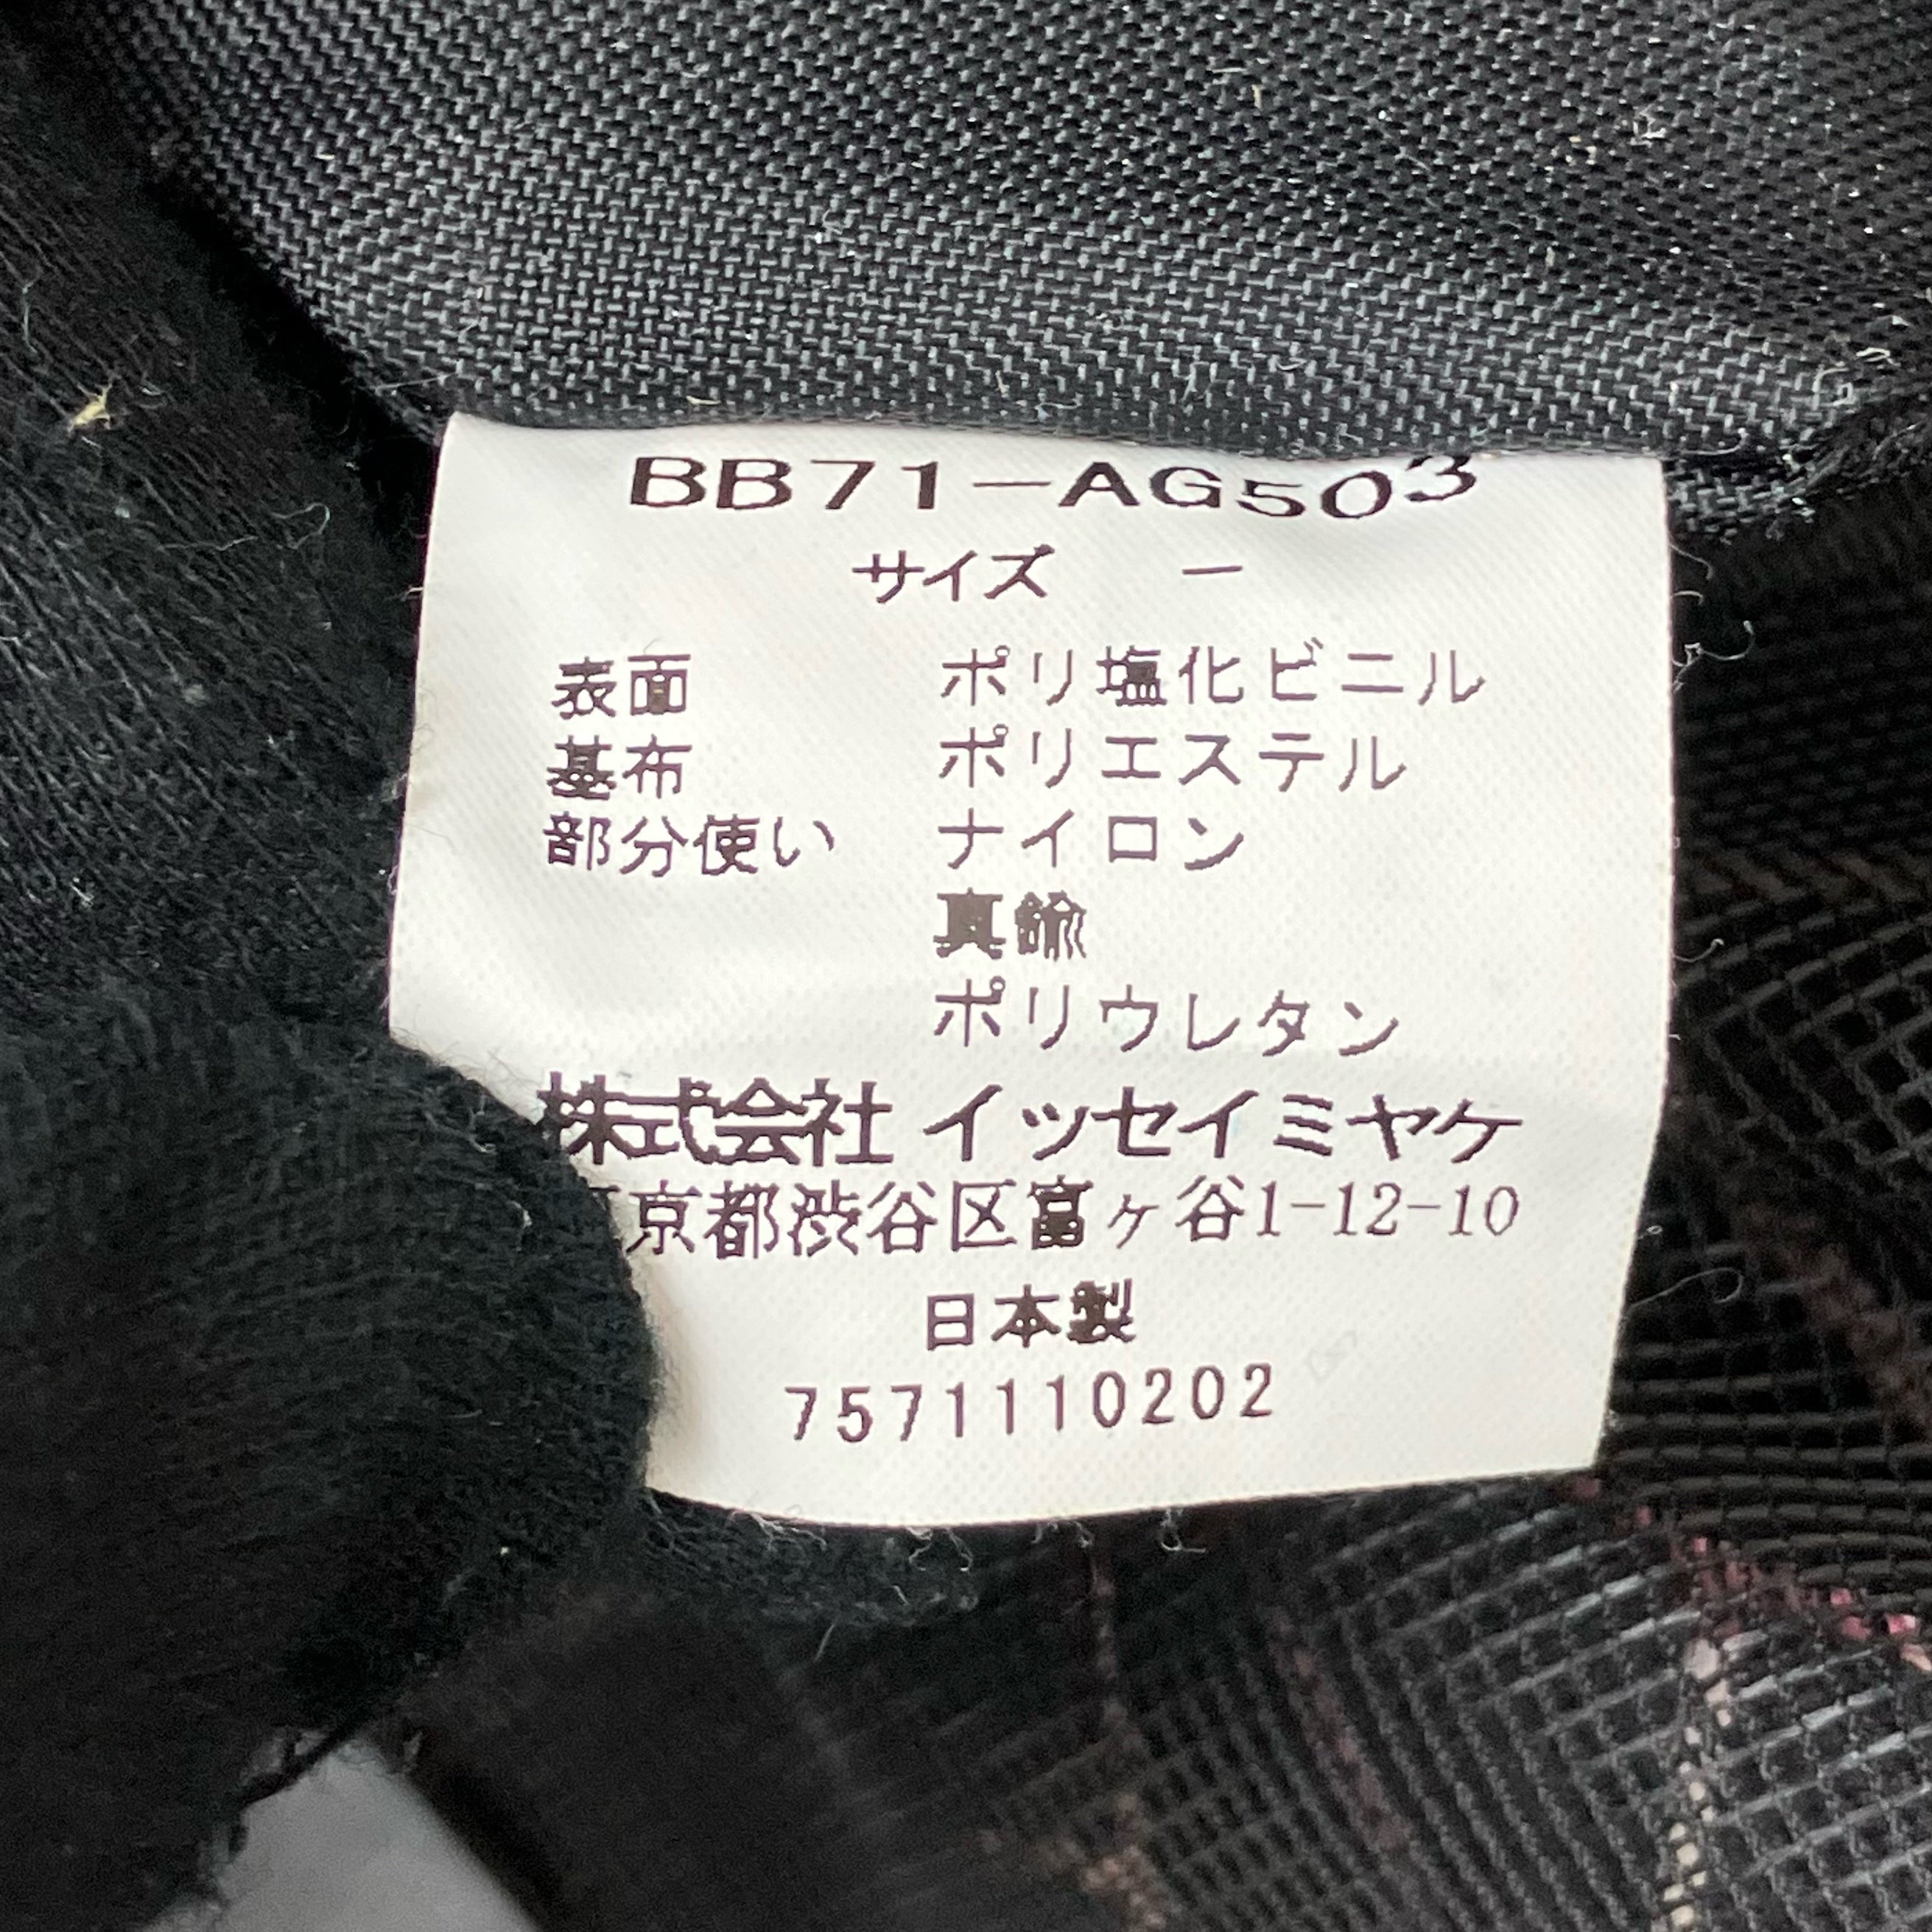 BB71-AG503
サイズ －
表面 ポリ塩化ビニル
基布 ポリエステル
部分使い ナイロン
真鍮
ポリウレタン
株式会社 イッセイミヤケ
京都渋谷区富ヶ谷1-12-10
日本製
7571110202